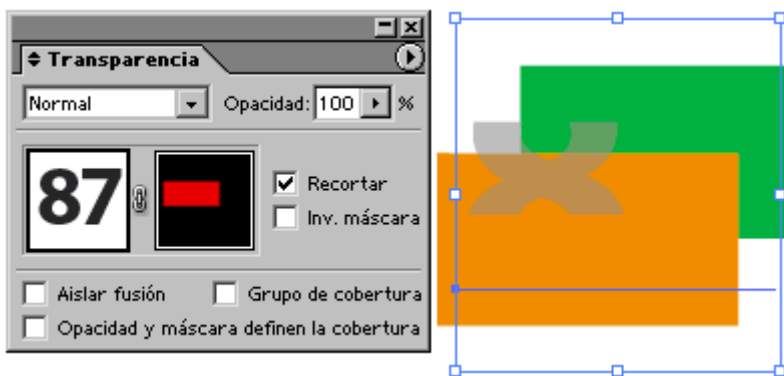 Transparencia
Normal Opacidad: 100 %
87
Recortar
Inv. máscara
Aislar fusión Grupo de cobertura
Opacidad y máscara definen la cobertura